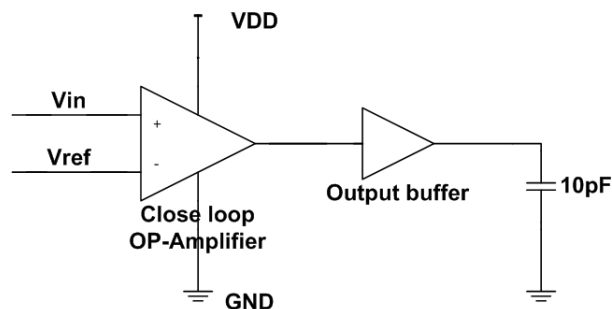 VDD
Vin
+
Vref
-
Output buffer
10pF
Close loop
OP-Amplifier
GND